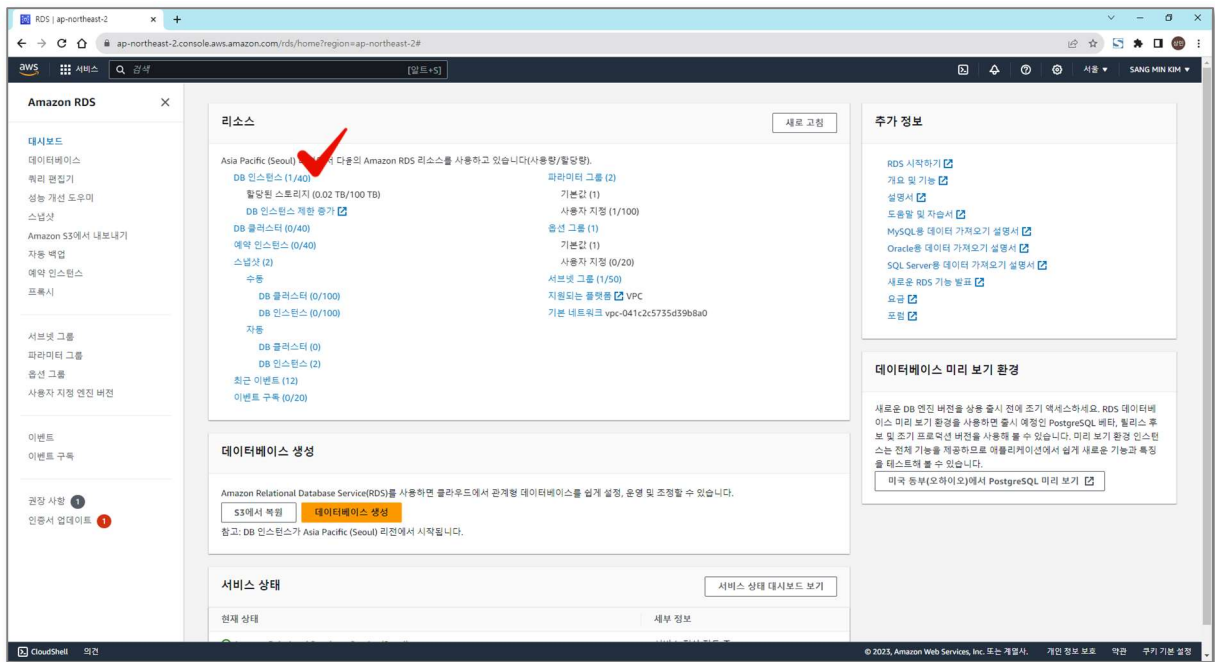 RDS | ap-northeast-2
ap-northeast-2.console.aws.amazon.com/rds/home?region=ap-northeast-2#
상민
aws
서비스
검색
[알트+S]
서울
SANG MIN KIM
Amazon RDS
대시보드
데이터베이스
쿼리 편집기
성능 개선 도우미
스냅샷
Amazon S3에서 내보내기
자동 백업
예약 인스턴스
프록시
서브넷 그룹
파라미터 그룹
옵션 그룹
사용자 지정 엔진 버전
이벤트
이벤트 구독
권장 사항 1
인증서 업데이트 1
리소스
새로 고침
Asia Pacific (Seoul) 다음의 Amazon RDS 리소스를 사용하고 있습니다(사용량/할당량).
DB 인스턴스 (1/40)
할당된 스토리지 (0.02 TB/100 TB)
DB 인스턴스 제한 증가
DB 클러스터 (0/40)
예약 인스턴스 (0/40)
스냅샷 (2)
수동
DB 클러스터 (0/100)
DB 인스턴스 (0/100)
자동
DB 클러스터 (0)
DB 인스턴스 (2)
최근 이벤트 (12)
이벤트 구독 (0/20)
파라미터 그룹 (2)
기본값 (1)
사용자 지정 (1/100)
옵션 그룹 (1)
기본값 (1)
사용자 지정 (0/20)
서브넷 그룹 (1/50)
지원되는 플랫폼 VPC
기본 네트워크 vpc-041c2c5735d39b8a0
데이터베이스 생성
Amazon Relational Database Service(RDS)를 사용하면 클라우드에서 관계형 데이터베이스를 쉽게 설정, 운영 및 조정할 수 있습니다.
S3에서 복원
데이터베이스 생성
참고: DB 인스턴스가 Asia Pacific (Seoul) 리전에서 시작됩니다.
서비스 상태
서비스 상태 대시보드 보기
현재 상태
세부 정보
추가 정보
RDS 시작하기
개요 및 기능
설명서
도움말 및 자습서
MySQL용 데이터 가져오기 설명서
Oracle용 데이터 가져오기 설명서
SQL Server용 데이터 가져오기 설명서
새로운 RDS 기능 발표
요금
포럼
데이터베이스 미리 보기 환경
새로운 DB 엔진 버전을 상용 출시 전에 조기 액세스하세요. RDS 데이터베
이스 미리 보기 환경을 사용하면 출시 예정인 PostgreSQL 베타, 릴리스 후
보 및 조기 프로덕션 버전을 사용해 볼 수 있습니다. 미리 보기 환경 인스턴
스는 전체 기능을 제공하므로 애플리케이션에서 쉽게 새로운 기능과 특징
을 테스트해 볼 수 있습니다.
미국 동부(오하이오)에서 PostgreSQL 미리 보기
CloudShell
의견
© 2023, Amazon Web Services, Inc. 또는 계열사.
개인 정보 보호
약관
쿠키 기본 설정